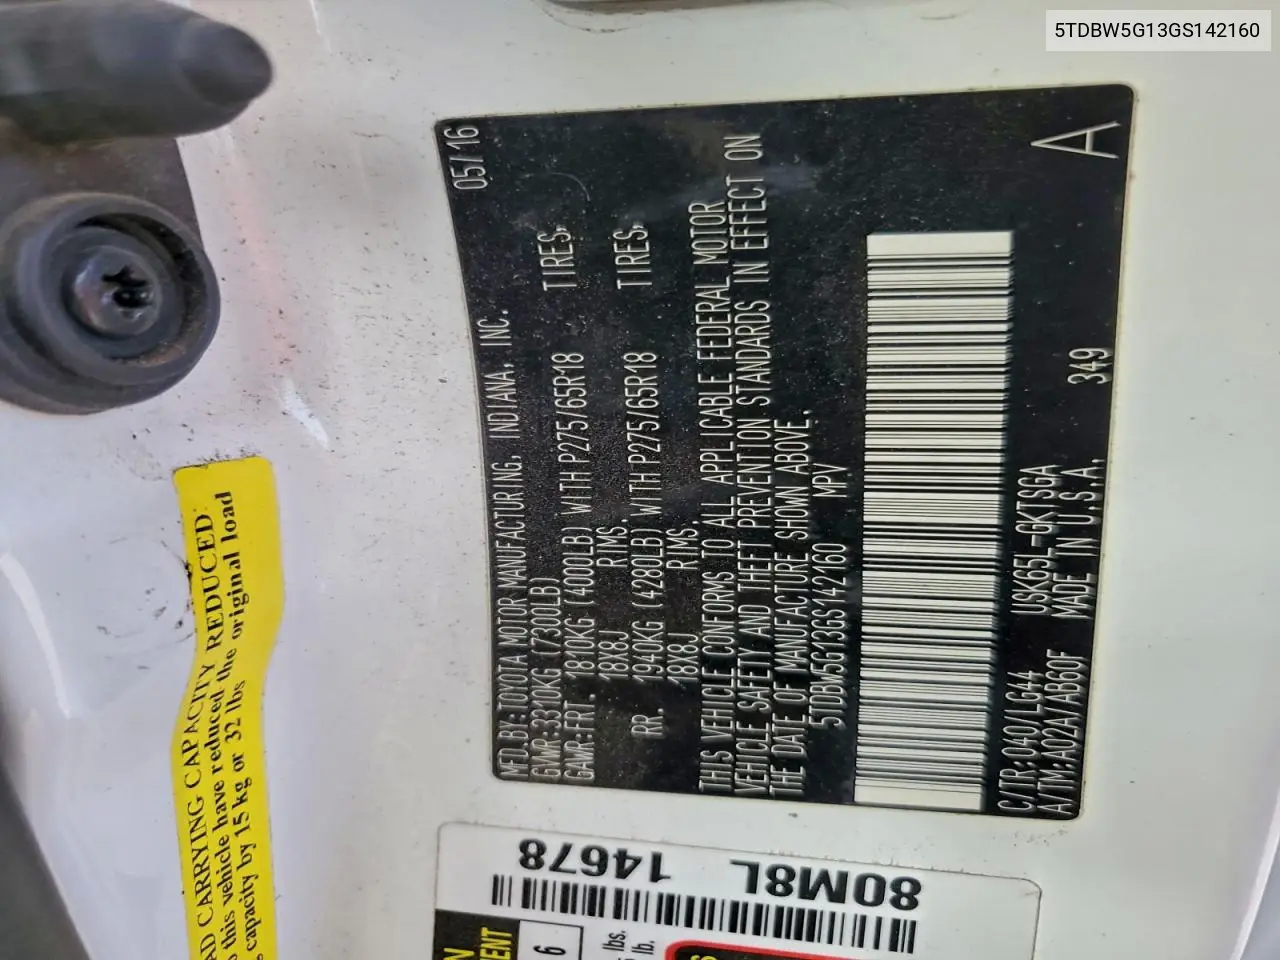 5TDBW5G13GS142160
MFD.BY:TOYOTA MOTOR MANUFACTURING, INDIANA, INC. 05/16
GVWR:3310KG (7300LB)
GAWR:FRT. 1810KG (4000LB) WITH P275/65R18 TIRES,
18X8J RIMS.
RR. 1940KG (4280LB) WITH P275/65R18 TIRES,
18X8J RIMS.
THIS VEHICLE CONFORMS TO ALL APPLICABLE FEDERAL MOTOR
VEHICLE SAFETY AND THEFT PREVENTION STANDARDS IN EFFECT ON
THE DATE OF MANUFACTURE SHOWN ABOVE.
5TDBW5G13GS142160 MPV
C/TR:040/LG44 USK65L-GKTSGA 349 A
A/TM:A02A/AB60F MADE IN U.S.A.
AD CARRYING CAPACITY REDUCED
this vehicle have reduced the original load
capacity by 15 kg or 32 lbs
14678
80M8L
6
lbs.
lb.